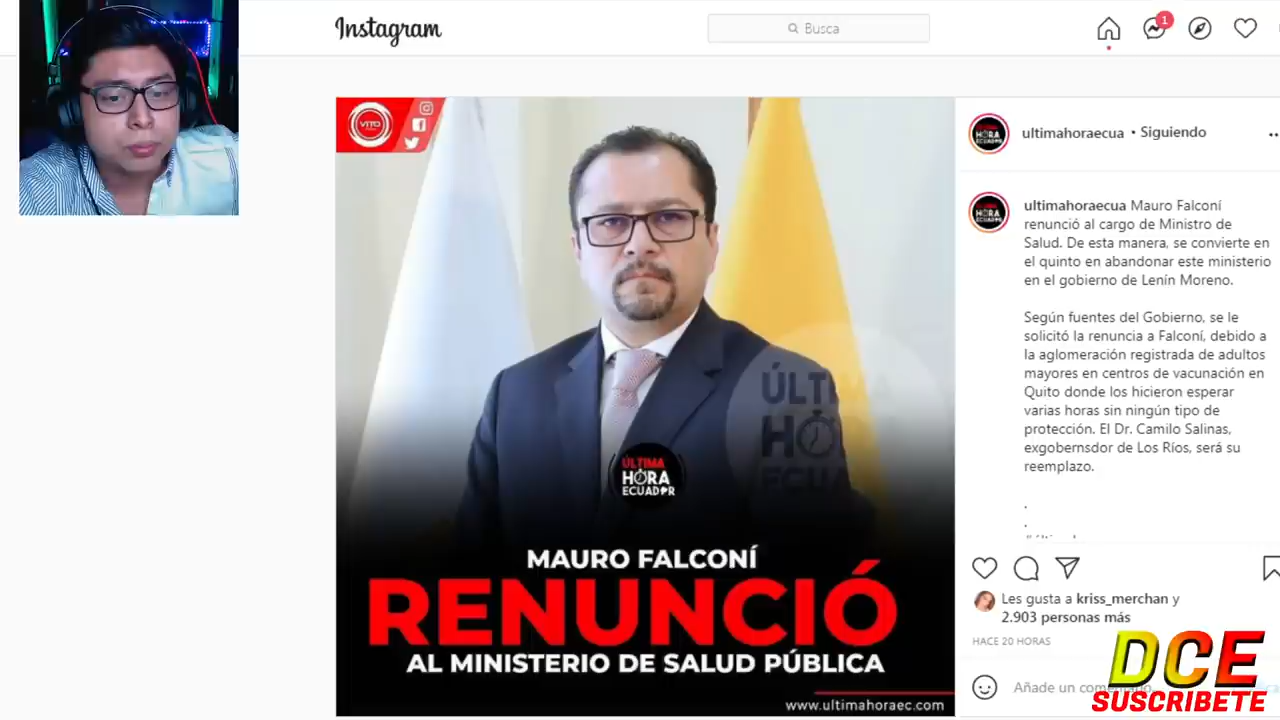 Instagram
Busca
1
VITO
ultimahoraecua • Siguiendo
ultimahoraecua Mauro Falconí
renunció al cargo de Ministro de
Salud. De esta manera, se convierte en
el quinto en abandonar este ministerio
en el gobierno de Lenín Moreno.
Según fuentes del Gobierno, se le
solicitó la renuncia a Falconí, debido a
la aglomeración registrada de adultos
mayores en centros de vacunación en
Quito donde los hicieron esperar
varias horas sin ningún tipo de
protección. El Dr. Camilo Salinas,
exgobernsdor de Los Ríos, será su
reemplazo.
.
.
ÚLTIMA
HORA
ECUADOR
MAURO FALCONÍ
RENUNCIÓ
AL MINISTERIO DE SALUD PÚBLICA
www.ultimahoraec.com
Les gusta a kriss_merchan y
2.903 personas más
HACE 20 HORAS
Añade un comentario
DCE
SUSCRIBETE